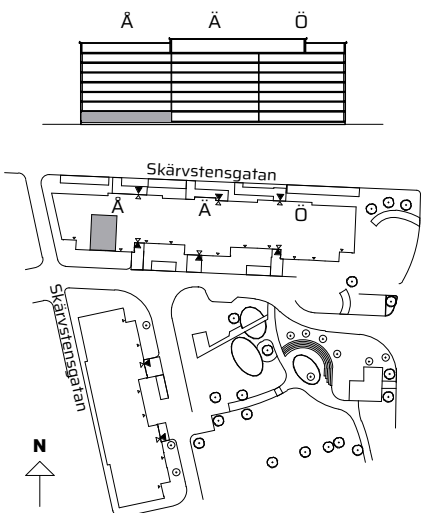 Å Ä Ö
Skärvstensgatan
Å Ä Ö
Skärvstensgatan
N